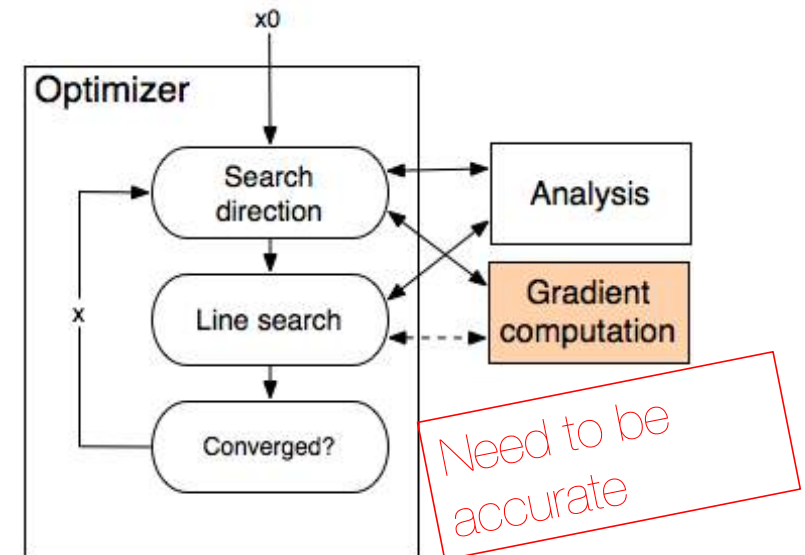 x0
Optimizer
Search
direction
Analysis
Gradient
computation
x
Line search
Converged?
Need to be
accurate